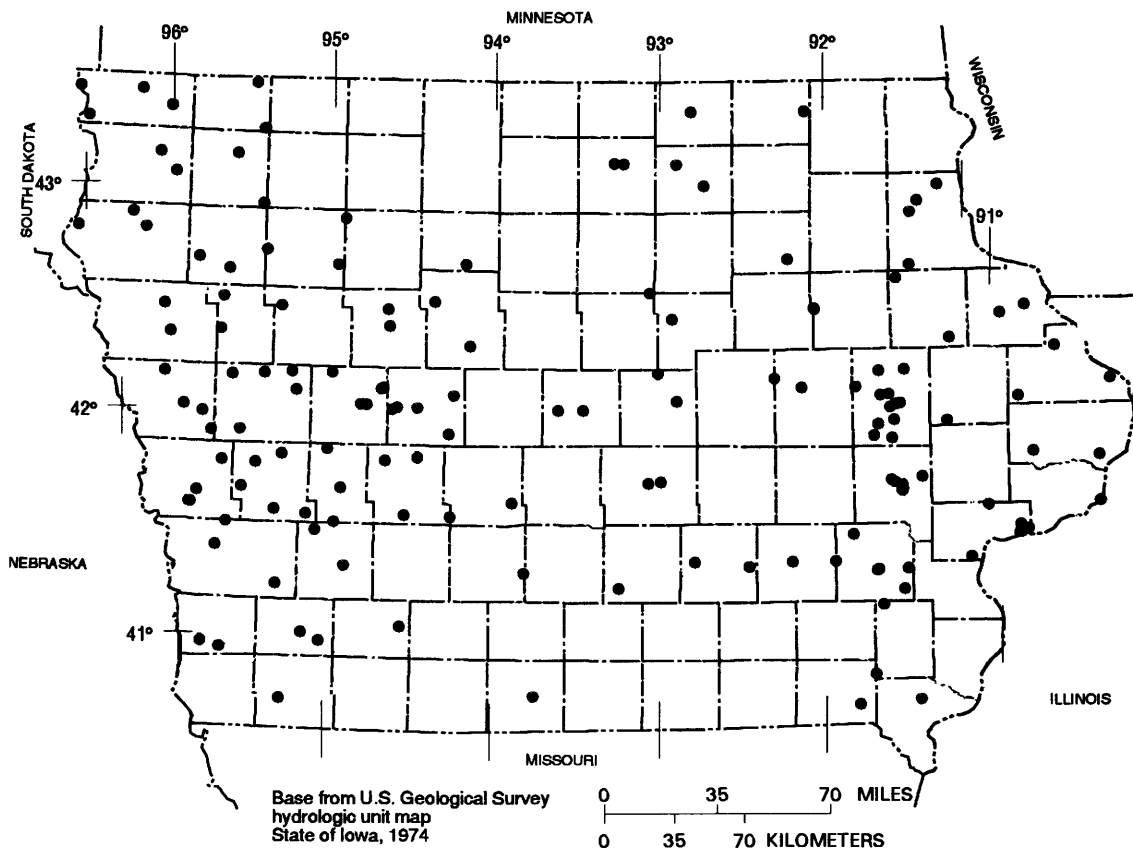 MINNESOTA
96°
95°
94°
93°
92°
WISCONSIN
SOUTH DAKOTA
43°
91°
42°
NEBRASKA
41°
ILLINOIS
MISSOURI
Base from U.S. Geological Survey
hydrologic unit map
State of Iowa, 1974
0 35 70 MILES
0 35 70 KILOMETERS